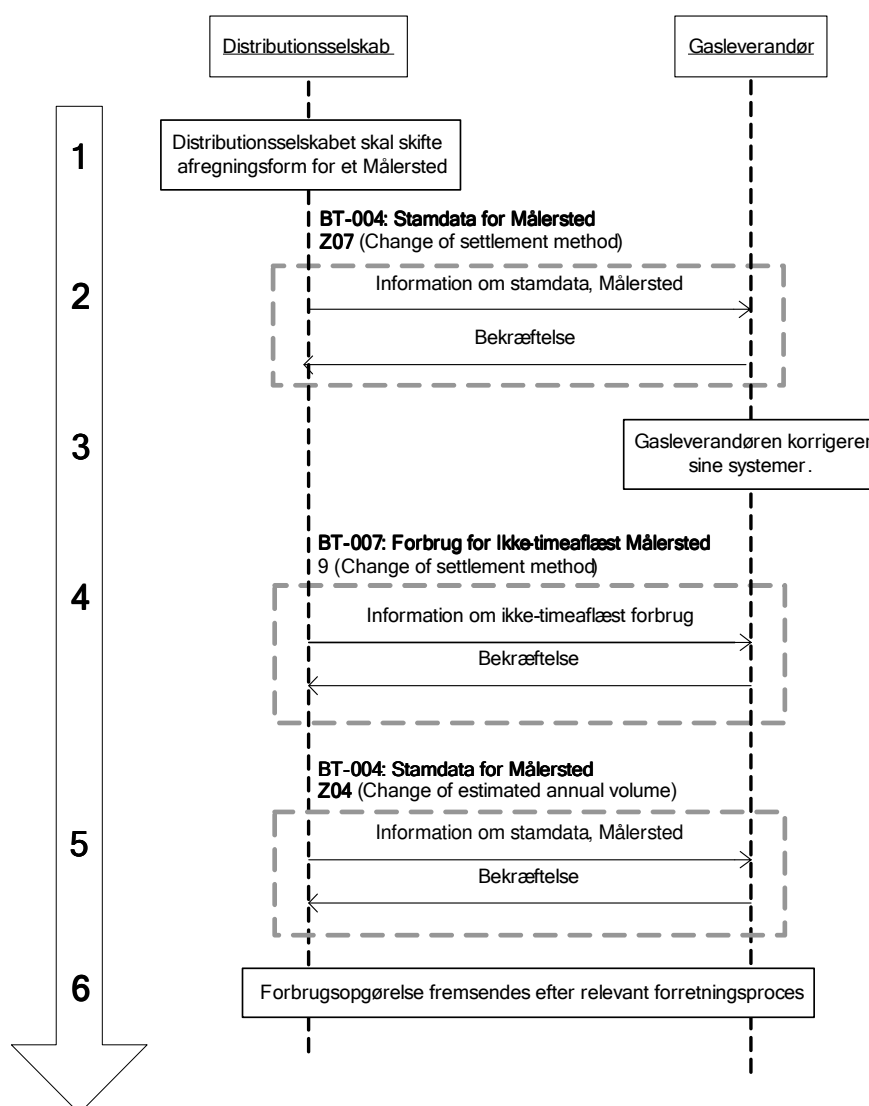 Distributionsselskab
Gasleverandør
1
Distributionsselskabet skal skifte
afregningsform for et Målersted
BT-004: Stamdata for Målersted
Z07 (Change of settlement method)
2
Information om stamdata, Målersted
Bekræftelse
3
Gasleverandøren korrigerer
sine systemer.
BT-007: Forbrug for Ikke-timeaflæst Målersted
9 (Change of settlement method)
4
Information om ikke-timeaflæst forbrug
Bekræftelse
BT-004: Stamdata for Målersted
Z04 (Change of estimated annual volume)
5
Information om stamdata, Målersted
Bekræftelse
6
Forbrugsopgørelse fremsendes efter relevant forretningsproces